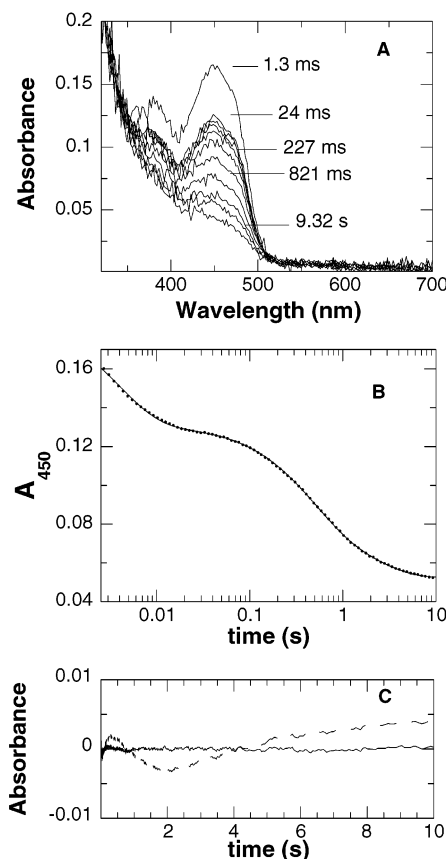 A
0.2
0.15
0.1
0.05
Absorbance
1.3 ms
24 ms
227 ms
821 ms
9.32 s
400 500 600 700
Wavelength (nm)
B
0.16
0.12
0.08
0.04
A450
0.01 0.1 1 10
time (s)
C
0.01
0
-0.01
Absorbance
2 4 6 8 10
time (s)